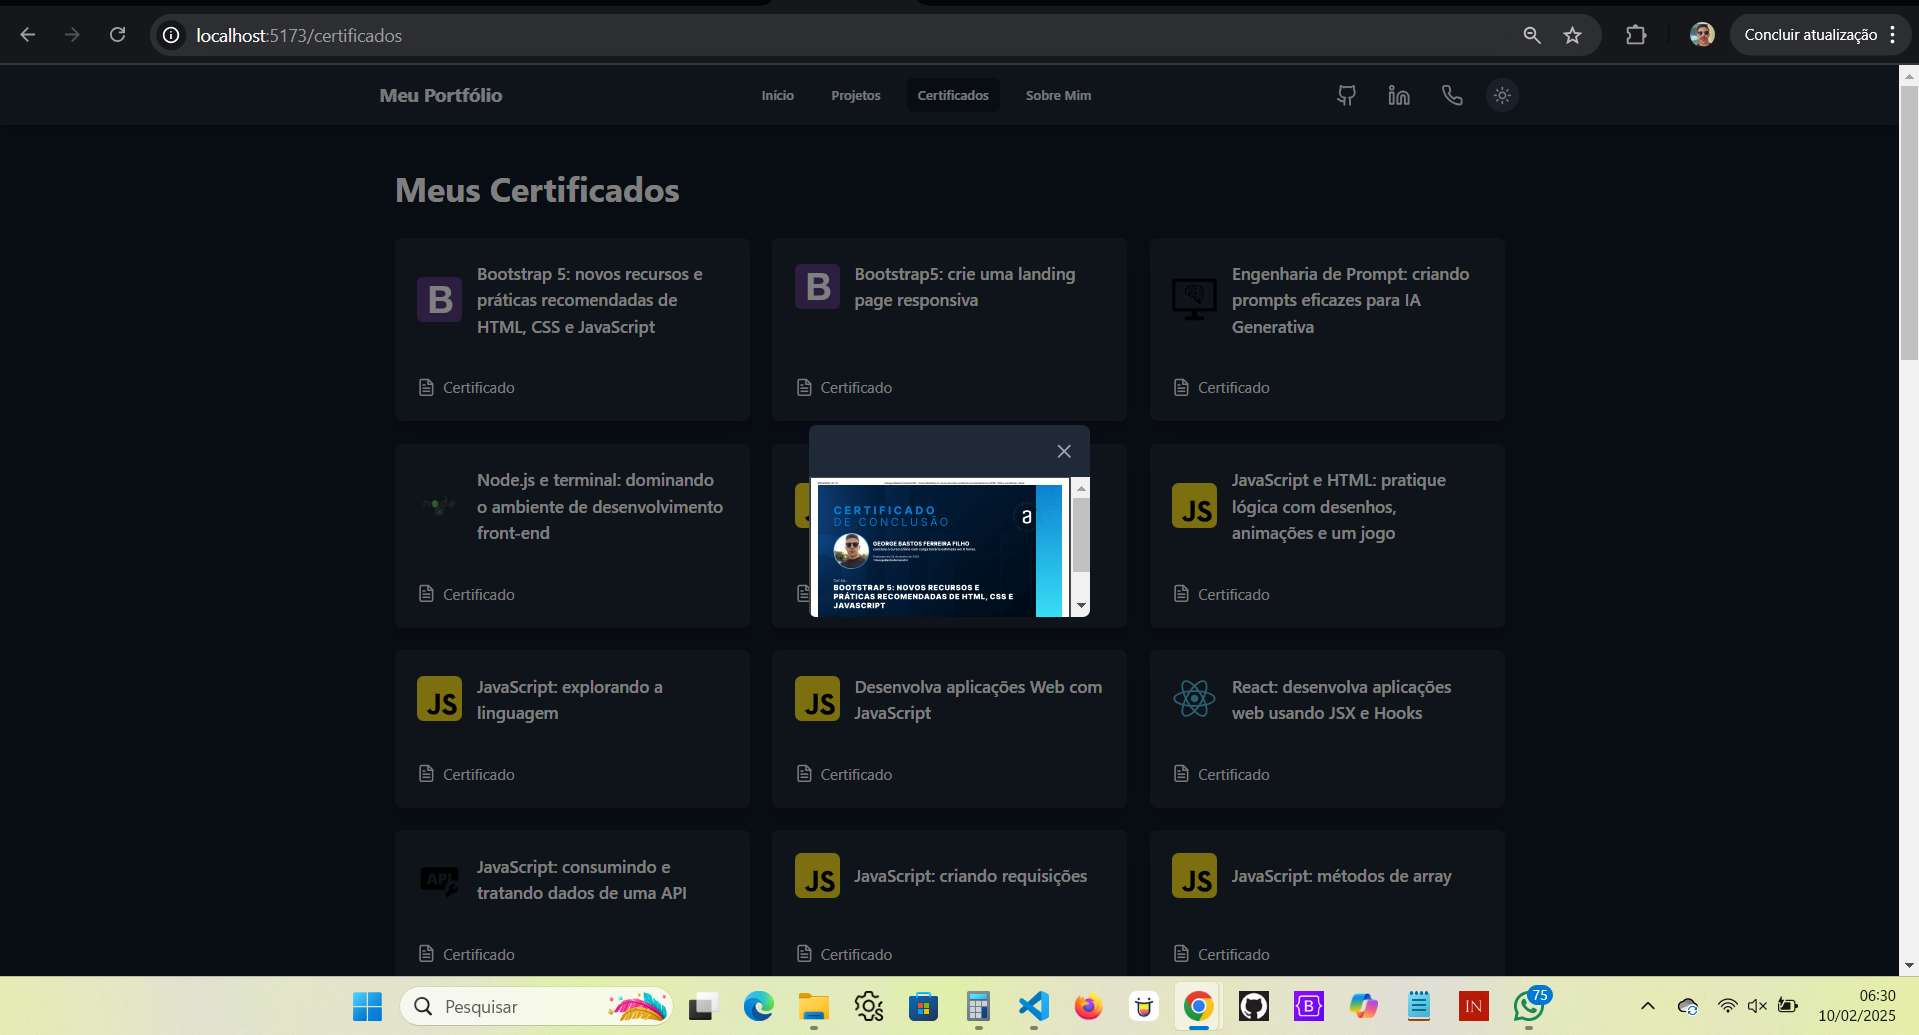 localhost:5173/certificados
Concluir atualização
Meu Portfólio
Início
Projetos
Certificados
Sobre Mim
Meus Certificados
B
Bootstrap 5: novos recursos e
práticas recomendadas de
HTML, CSS e JavaScript
Certificado
B
Bootstrap5: crie uma landing
page responsiva
Certificado
Engenharia de Prompt: criando
prompts eficazes para IA
Generativa
Certificado
Node.js e terminal: dominando
o ambiente de desenvolvimento
front-end
Certificado
CERTIFICADO
DE CONCLUSÃO
a
GEORGE BASTOS FERREIRA FILHO
BOOTSTRAP 5: NOVOS RECURSOS E
PRÁTICAS RECOMENDADAS DE HTML, CSS E
JAVASCRIPT
JS
JavaScript e HTML: pratique
lógica com desenhos,
animações e um jogo
Certificado
JS
JavaScript: explorando a
linguagem
Certificado
JS
Desenvolva aplicações Web com
JavaScript
Certificado
React: desenvolva aplicações
web usando JSX e Hooks
Certificado
API
JavaScript: consumindo e
tratando dados de uma API
Certificado
JS
JavaScript: criando requisições
Certificado
JS
JavaScript: métodos de array
Certificado
Pesquisar
B
IN
75
06:30
10/02/2025